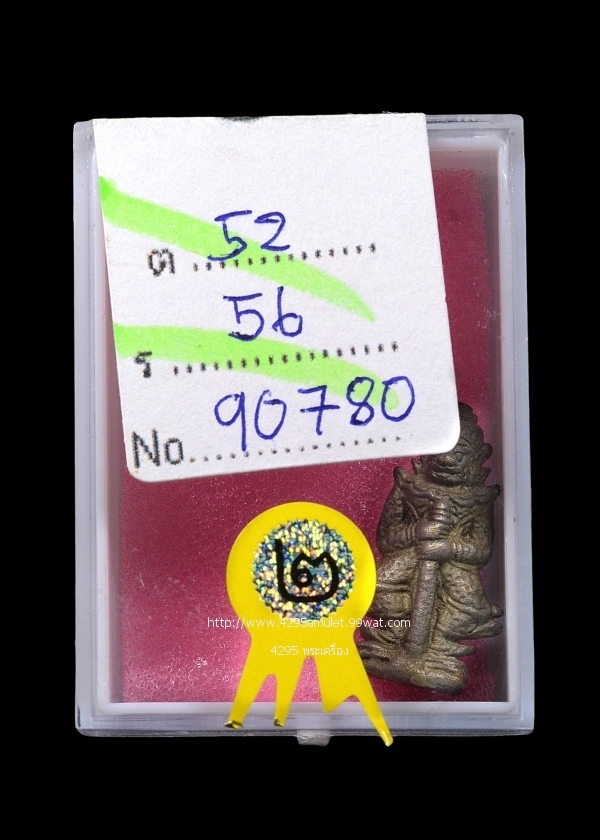 ต 52
ร 56
No. 90780
๒
http://www.4295amulet.99wat.com
4295 พระเครื่อง